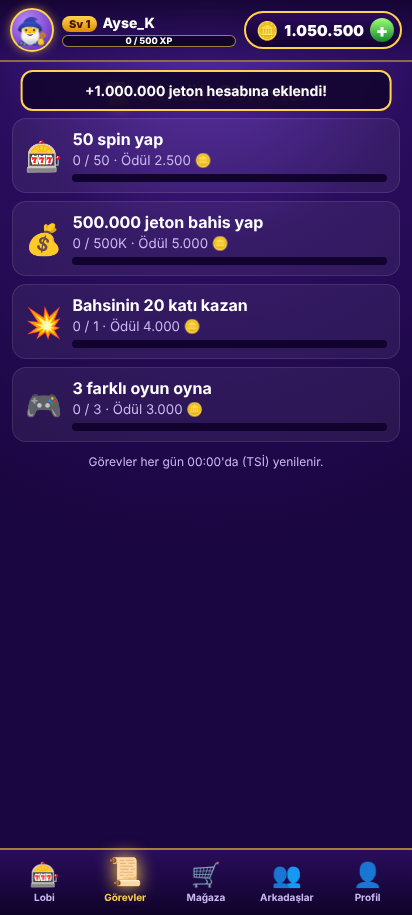 Sv 1 Ayse_K
0 / 500 XP
1.050.500 +
+1.000.000 jeton hesabına eklendi!
50 spin yap
0 / 50 · Ödül 2.500
500.000 jeton bahis yap
0 / 500K · Ödül 5.000
Bahsinin 20 katı kazan
0 / 1 · Ödül 4.000
3 farklı oyun oyna
0 / 3 · Ödül 3.000
Görevler her gün 00:00'da (TSİ) yenilenir.
Lobi
Görevler
Mağaza
Arkadaşlar
Profil